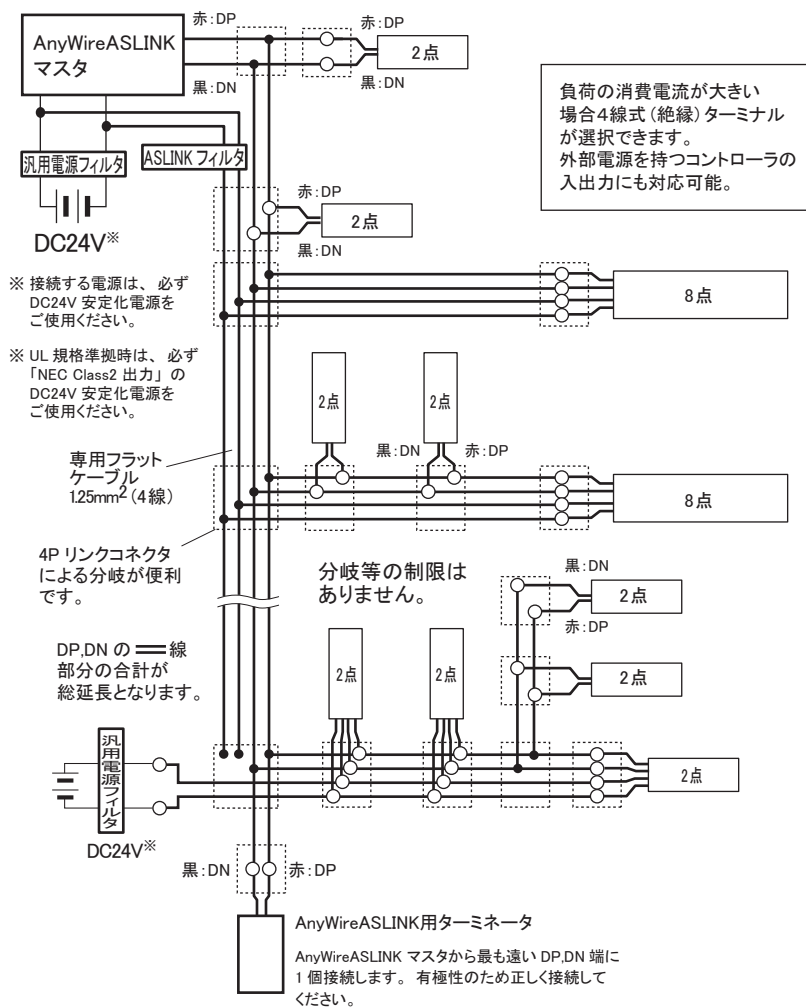 AnyWireASLINK
マスタ
赤:DP
黒:DN
赤:DP
2点
黒:DN
負荷の消費電流が大きい
場合4線式(絶縁)ターミナル
が選択できます。
外部電源を持つコントローラの
入出力にも対応可能。
汎用電源フィルタ
ASLINK フィルタ
DC24V※
赤:DP
2点
黒:DN
※ 接続する電源は、必ず
DC24V 安定化電源を
ご使用ください。
8点
※ UL 規格準拠時は、必ず
「NEC Class2 出力」の
DC24V 安定化電源を
ご使用ください。
2点
2点
黒:DN
赤:DP
専用フラット
ケーブル
1.25mm²(4線)
8点
4P リンクコネクタ
による分岐が便利
です。
分岐等の制限は
ありません。
黒:DN
2点
赤:DP
DP,DN の 線
部分の合計が
総延長となります。
2点
2点
2点
汎用電源フィルタ
2点
DC24V※
黒:DN
赤:DP
AnyWireASLINK用ターミネータ
AnyWireASLINK マスタから最も遠い DP,DN 端に
1 個接続します。有極性のため正しく接続して
ください。